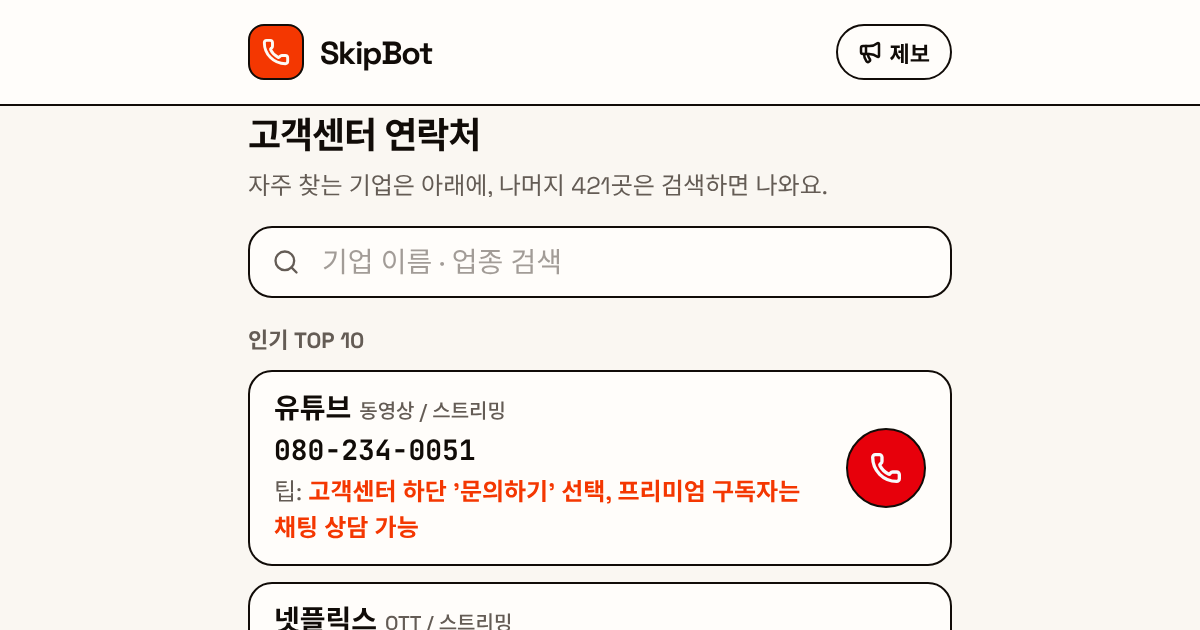 SkipBot
제보
고객센터 연락처
자주 찾는 기업은 아래에, 나머지 421곳은 검색하면 나와요.
기업 이름 · 업종 검색
인기 TOP 10
유튜브 동영상 / 스트리밍
080-234-0051
팁: 고객센터 하단 ’문의하기’ 선택, 프리미엄 구독자는
채팅 상담 가능
넷플릭스 OTT / 스트리밍